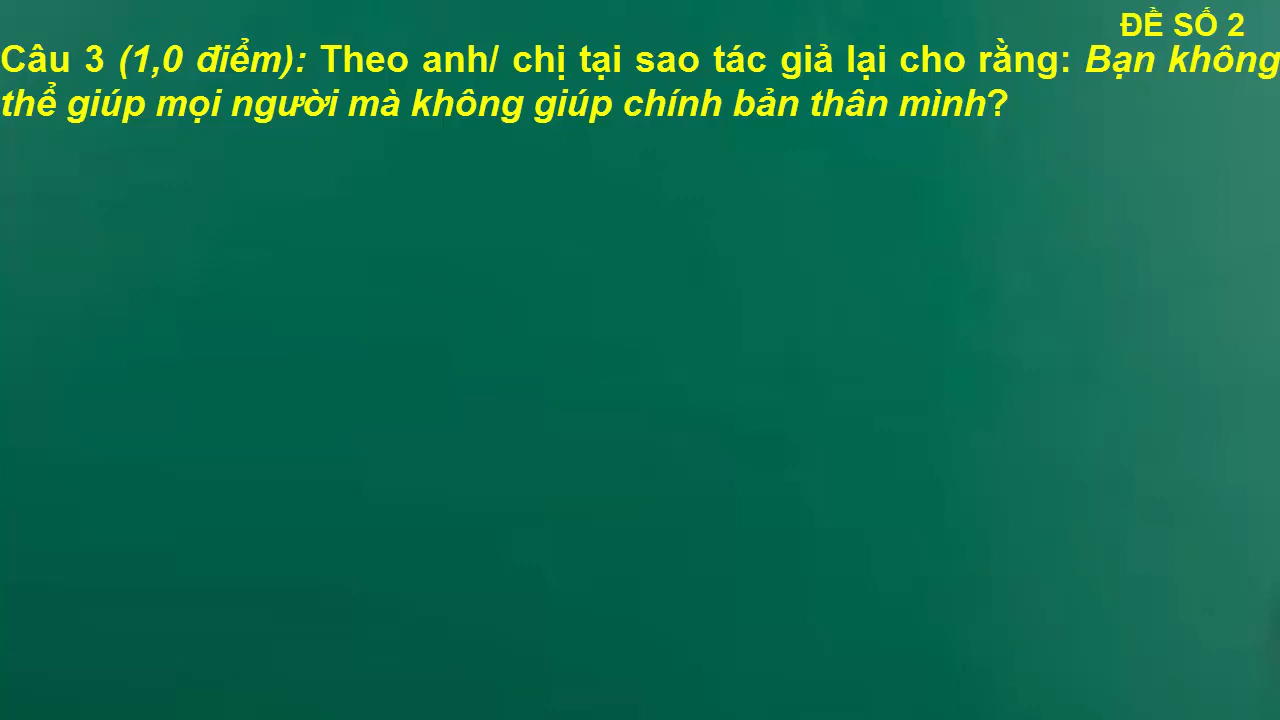 ĐỀ SỐ 2
Câu 3 (1,0 điểm): Theo anh/ chị tại sao tác giả lại cho rằng: Bạn không
thể giúp mọi người mà không giúp chính bản thân mình?